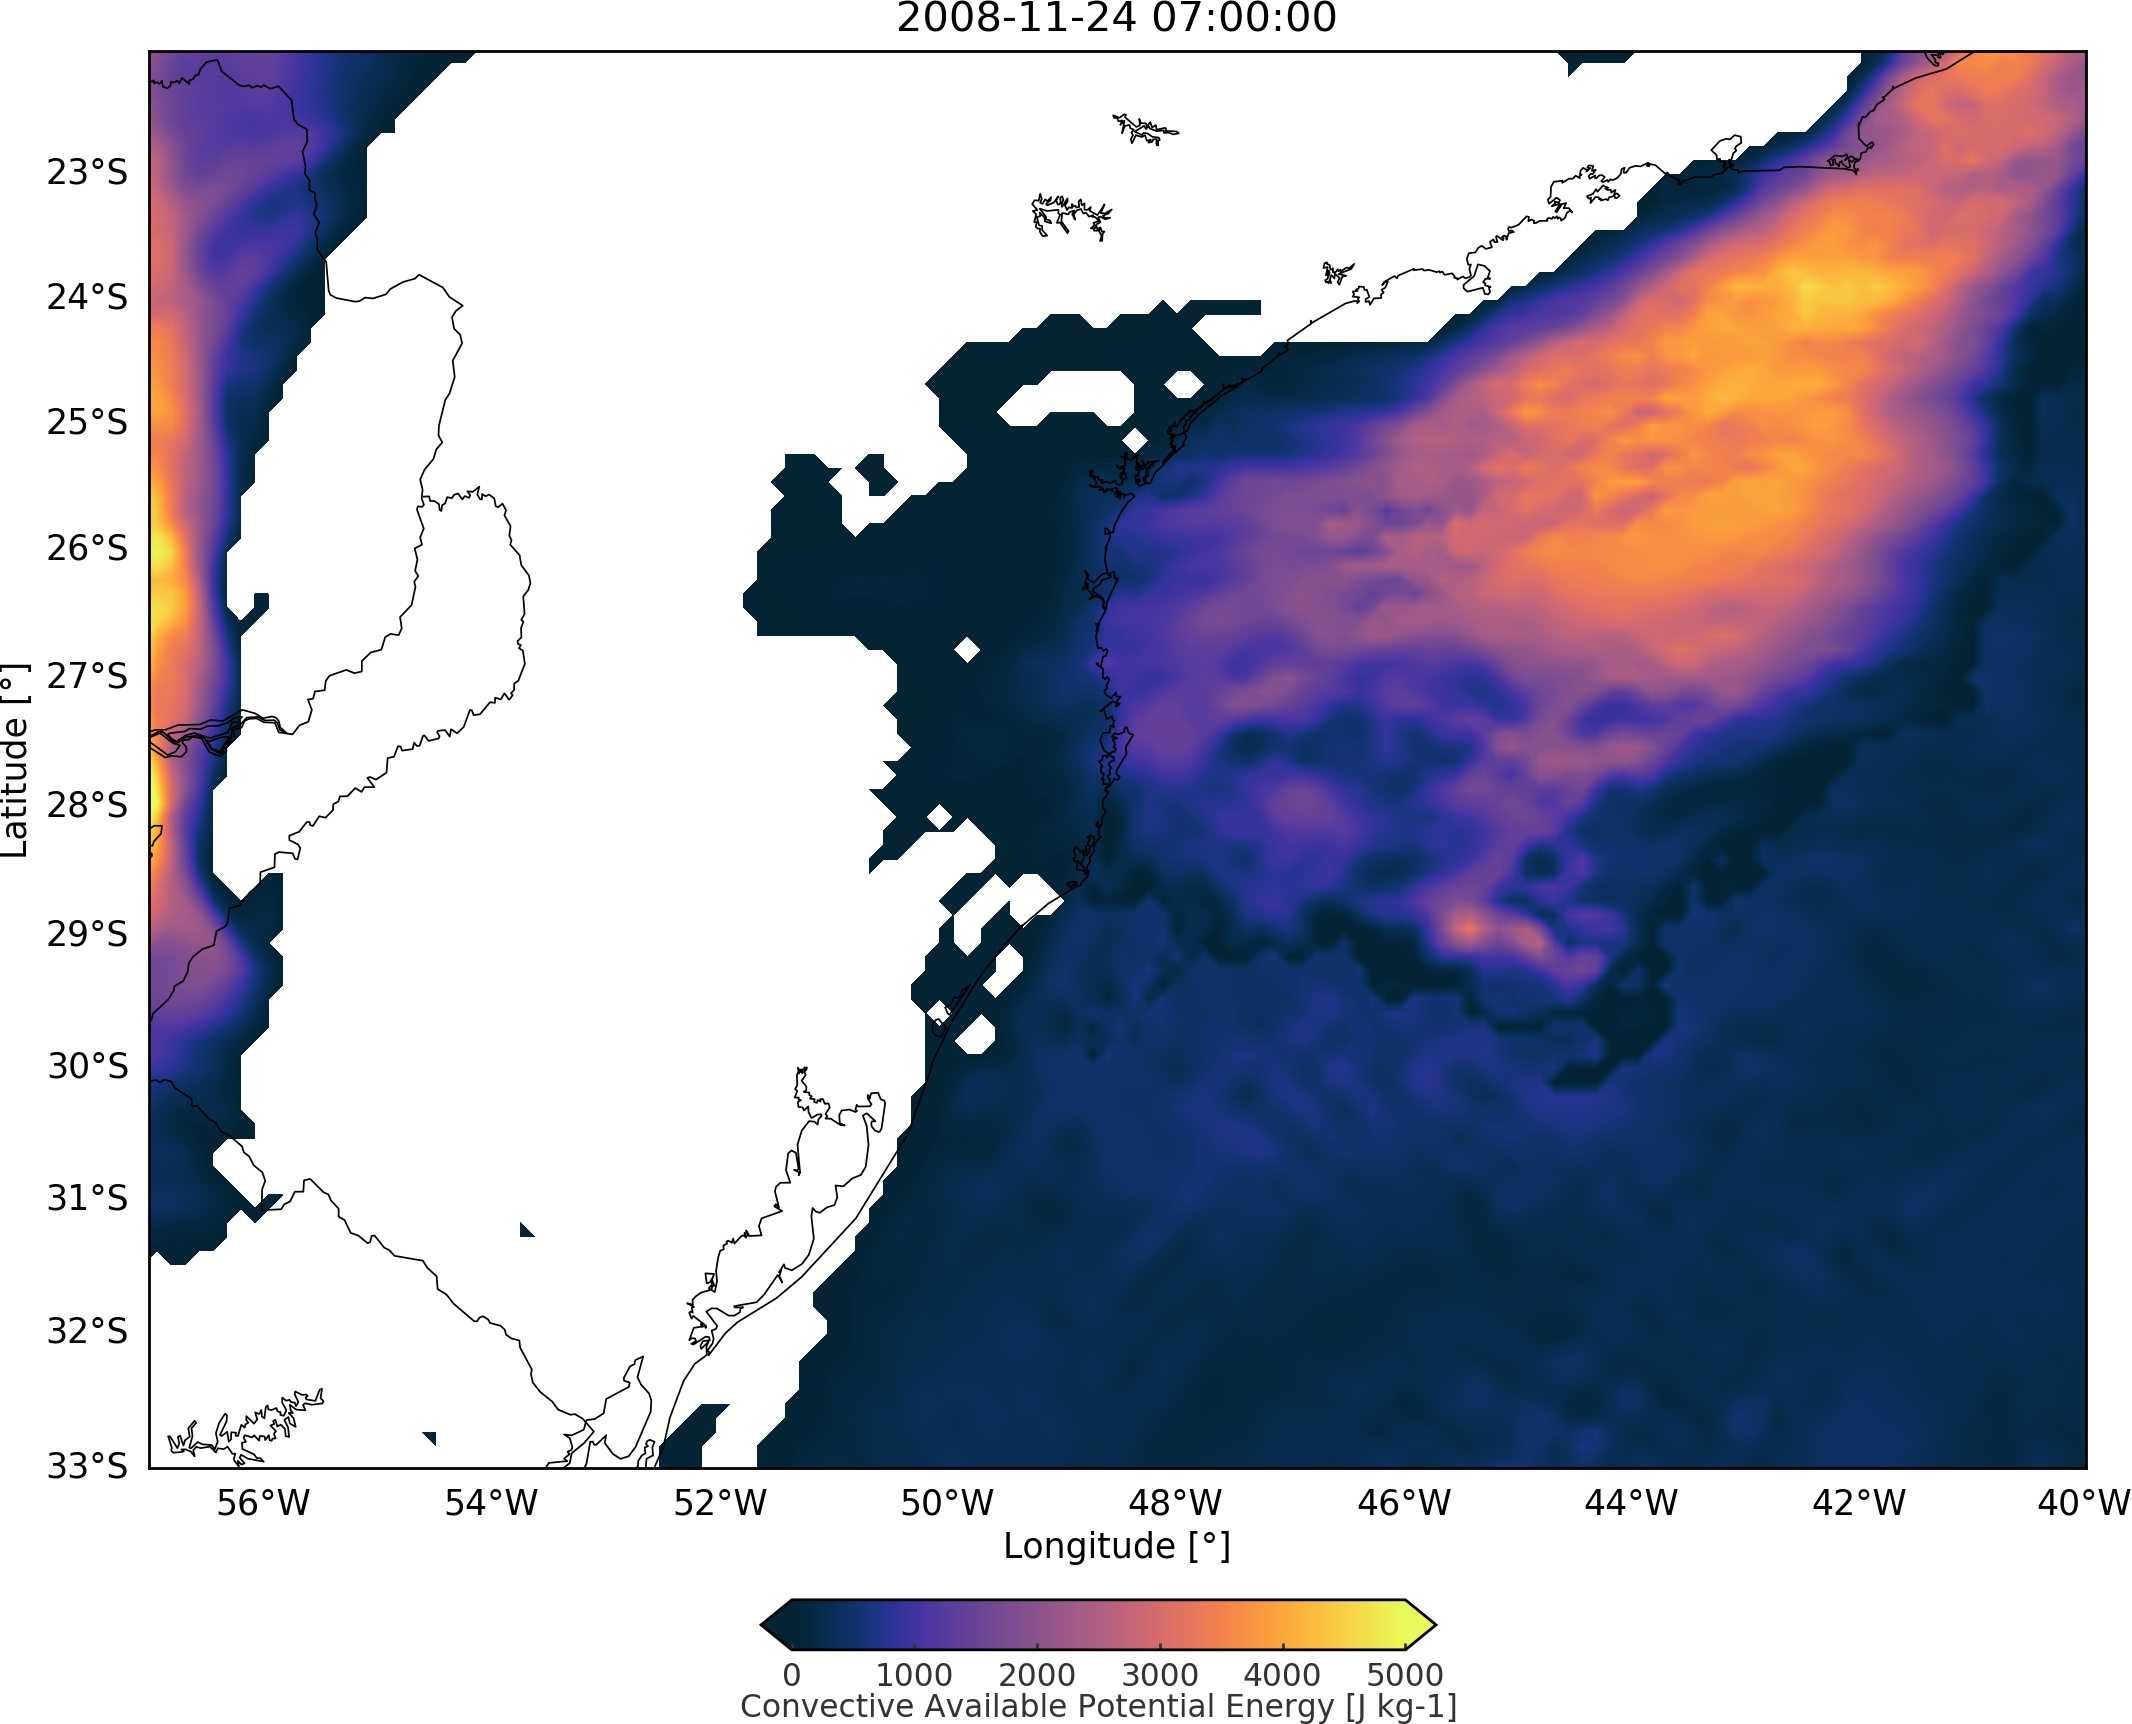 2008-11-24 07:00:00
23°S
24°S
25°S
26°S
27°S
28°S
29°S
30°S
31°S
32°S
33°S
Latitude [°]
56°W 54°W 52°W 50°W 48°W 46°W 44°W 42°W 40°W
Longitude [°]
0 1000 2000 3000 4000 5000
Convective Available Potential Energy [J kg-1]